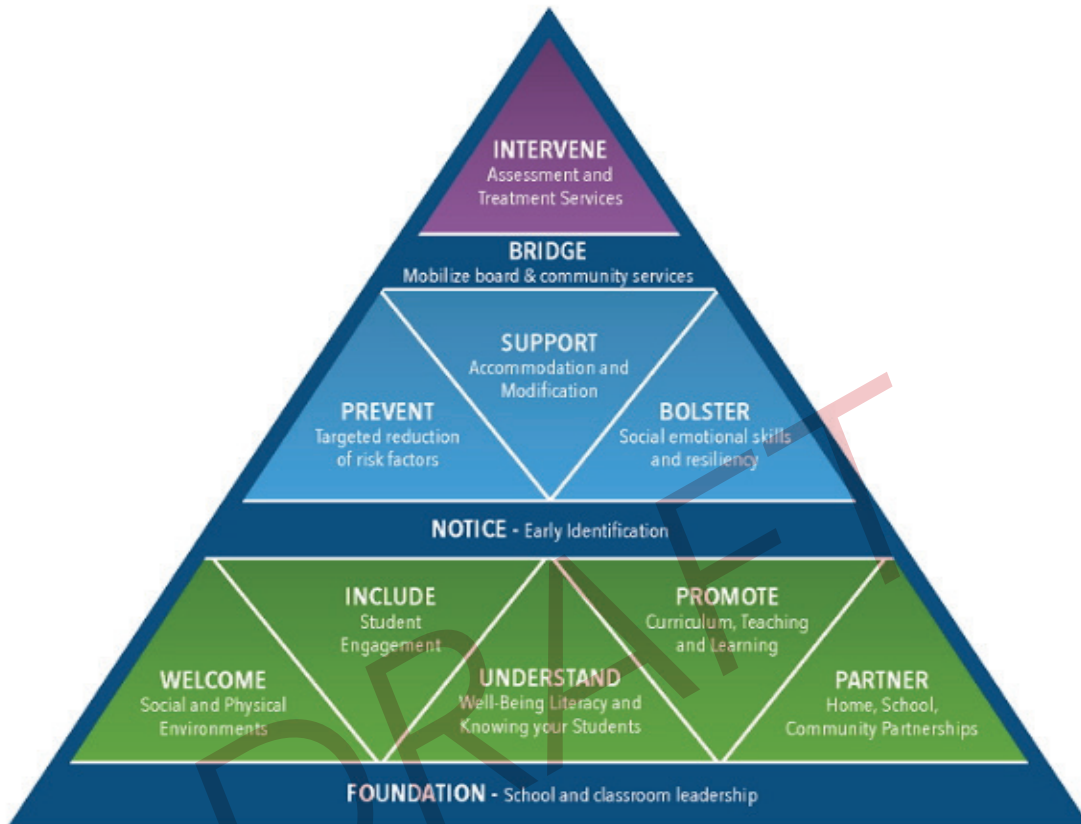 INTERVENE
Assessment and
Treatment Services
BRIDGE
Mobilize board & community services
SUPPORT
Accommodation and
Modification
PREVENT
Targeted reduction
of risk factors
BOLSTER
Social emotional skills
and resiliency
NOTICE - Early Identification
INCLUDE
Student
Engagement
PROMOTE
Curriculum, Teaching
and Learning
WELCOME
Social and Physical
Environments
UNDERSTAND
Well-Being Literacy and
Knowing your Students
PARTNER
Home, School,
Community Partnerships
FOUNDATION - School and classroom leadership
DRAFT